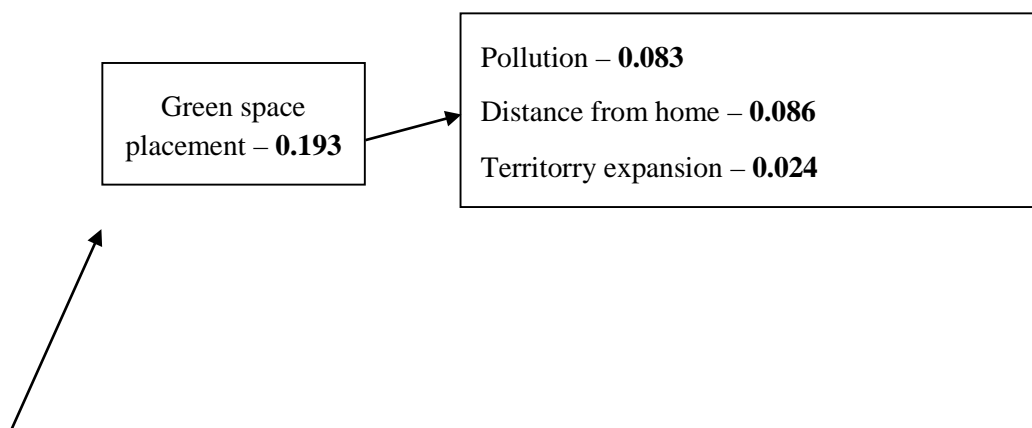 Green space
placement – 0.193
Pollution – 0.083
Distance from home – 0.086
Territorry expansion – 0.024